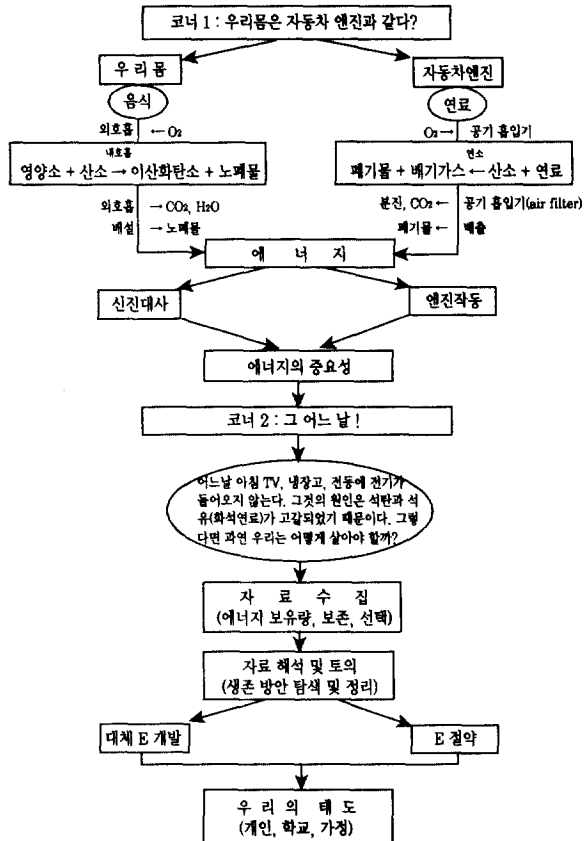 코너 1 : 우리몸은 자동차 엔진과 같다?
우 리 몸
자동차엔진
음식
연료
외호흡 ← O₂
O₂ → 공기 흡입기
내호흡
영양소 + 산소 → 이산화탄소 + 노폐물
연소
폐기물 + 배기가스 ← 산소 + 연료
외호흡 → CO₂, H₂O
배설 → 노폐물
분진, CO₂ ← 공기 흡입기(air filter)
폐기물 ← 배출
에 너 지
신진대사
엔진작동
에너지의 중요성
코너 2 : 그 어느 날 !
어느날 아침 TV, 냉장고, 전등에 전기가
들어오지 않는다. 그것의 원인은 석탄과 석
유(화석연료)가 고갈되었기 때문이다. 그렇
다면 과연 우리는 어떻게 살아야 할까?
자 료 수 집
(에너지 보유량, 보존, 선택)
자료 해석 및 토의
(생존 방안 탐색 및 정리)
대체 E 개발
E 절약
우 리 의 태 도
(개인, 학교, 가정)